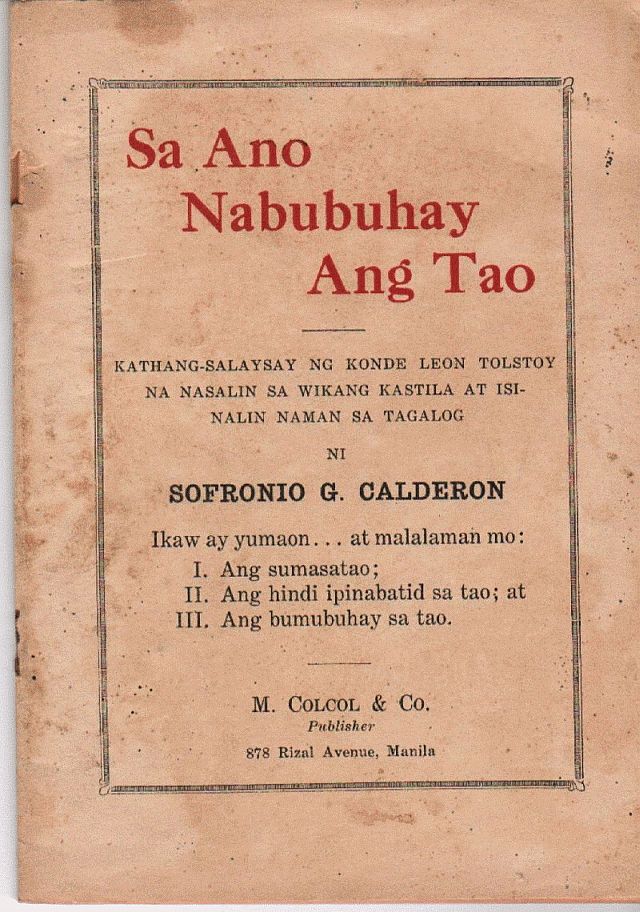 Sa Ano
Nabubuhay
Ang Tao
KATHANG-SALAYSAY NG KONDE LEON TOLSTOY
NA NASALIN SA WIKANG KASTILA AT ISI-
NALIN NAMAN SA TAGALOG
NI
SOFRONIO G. CALDERON
Ikaw ay yumaon... at malalaman mo:
I. Ang sumasatao;
II. Ang hindi ipinabatid sa tao; at
III. Ang bumubuhay sa tao.
M. COLCOL & CO.
Publisher
878 Rizal Avenue, Manila